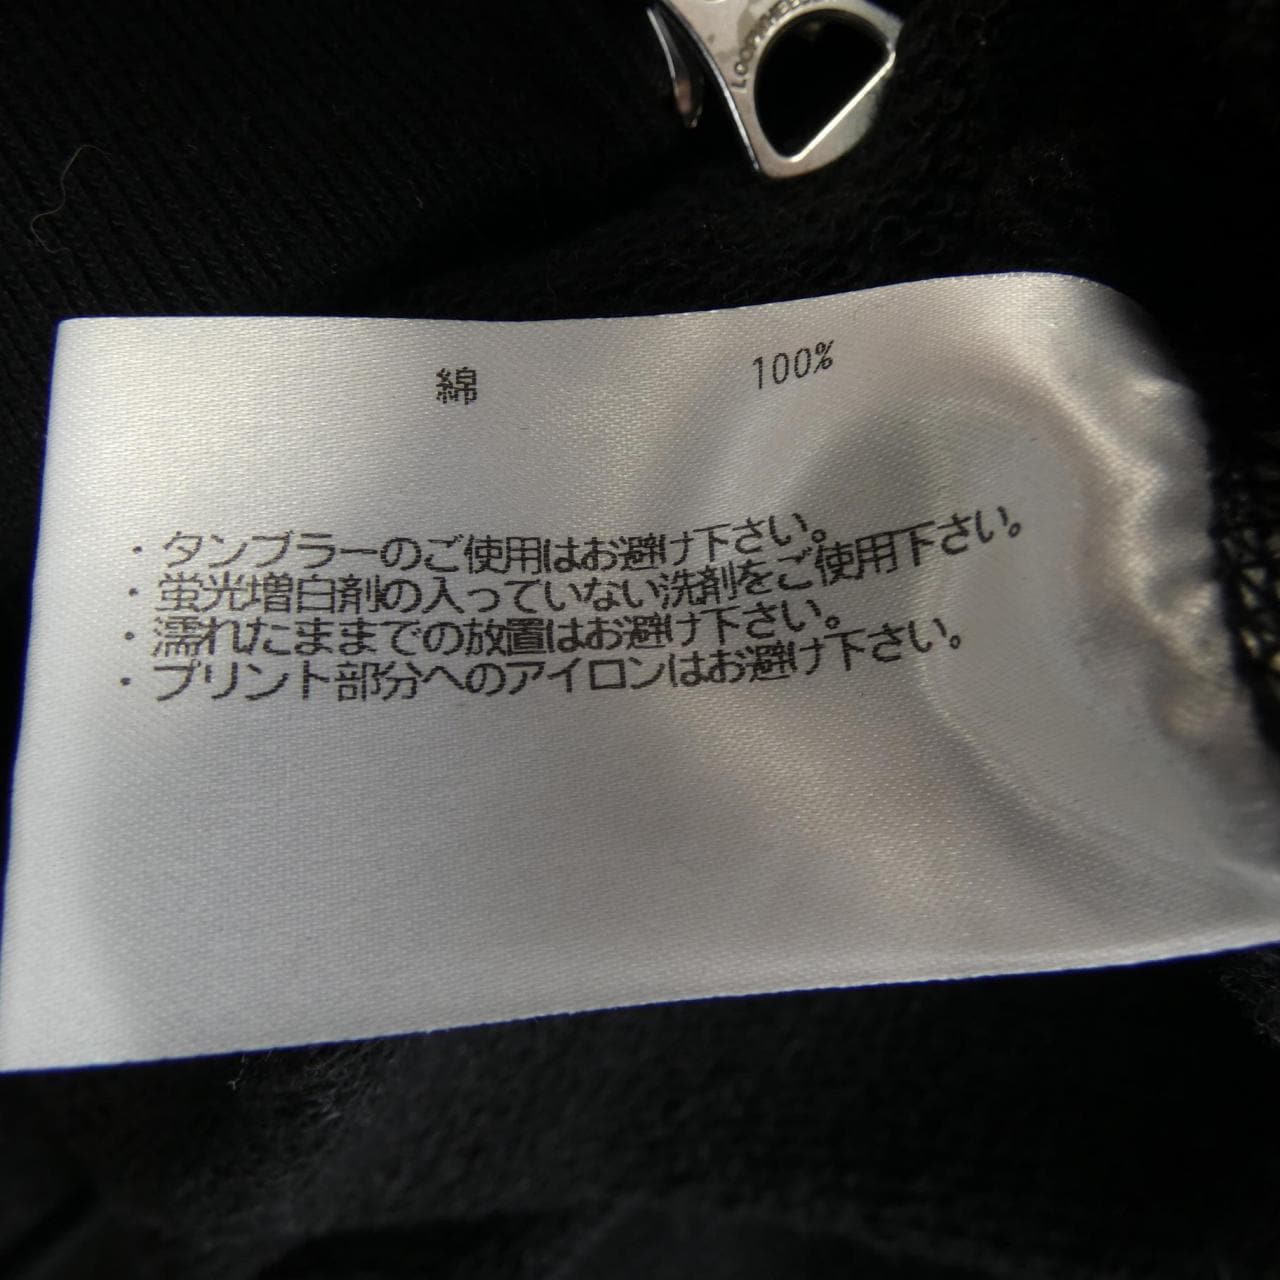 LOOPWHEELER
綿 100%
・タンブラーのご使用はお避け下さい。
・蛍光増白剤の入っていない洗剤をご使用下さい。
・濡れたままでの放置はお避け下さい。
・プリント部分へのアイロンはお避け下さい。